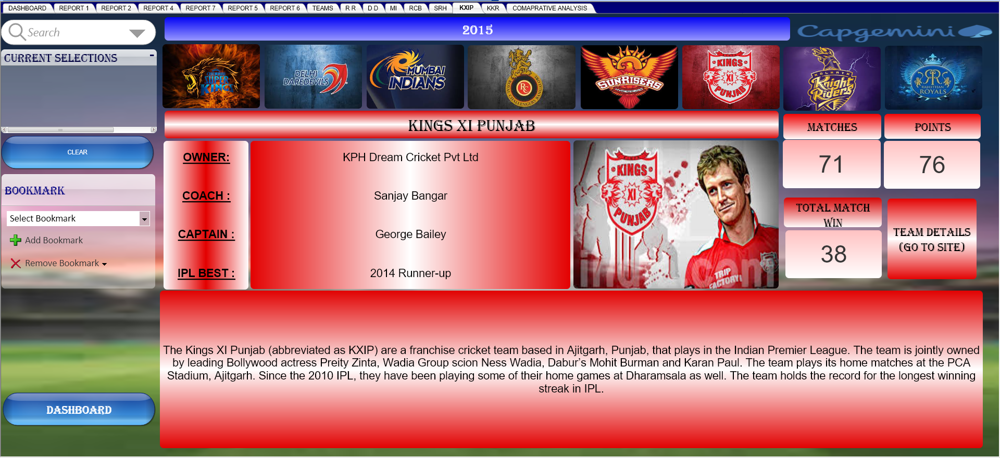 DASHBOARD REPORT 1 REPORT 2 REPORT 4 REPORT 7 REPORT 5 REPORT 6 TEAMS R R D D MI RCB SRH KXIP KKR COMAPRATIVE ANALYSIS
Search
2015
Capgemini
CURRENT SELECTIONS
CHENNAI
SUPER
KINGS
DELHI
DAREDEVILS
MUMBAI
INDIANS
RC
ROYAL CHALLENGERS BANGALORE
SUNRISERS
HYDERABAD
KINGS
XI
PUNJAB
KOLKATA
Knight
Riders
RR
RAJASTHAN
ROYALS
CLEAR
KINGS XI PUNJAB
MATCHES
POINTS
71
76
BOOKMARK
Select Bookmark
Add Bookmark
Remove Bookmark
OWNER: KPH Dream Cricket Pvt Ltd
COACH : Sanjay Bangar
CAPTAIN : George Bailey
IPL BEST : 2014 Runner-up
KINGS
XI
PUNJAB
TRIP
FACTORY
TOTAL MATCH
WIN
38
TEAM DETAILS
(GO TO SITE)
The Kings XI Punjab (abbreviated as KXIP) are a franchise cricket team based in Ajitgarh, Punjab, that plays in the Indian Premier League. The team is jointly owned
by leading Bollywood actress Preity Zinta, Wadia Group scion Ness Wadia, Dabur’s Mohit Burman and Karan Paul. The team plays its home matches at the PCA
Stadium, Ajitgarh. Since the 2010 IPL, they have been playing some of their home games at Dharamsala as well. The team holds the record for the longest winning
streak in IPL.
DASHBOARD